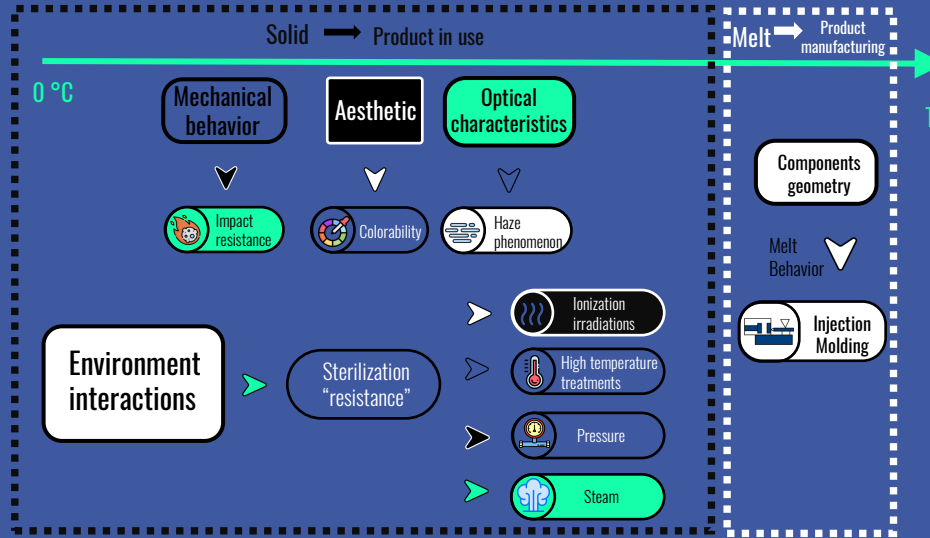 Solid
Product in use
Melt
Product
manufacturing
0 °C
T
Mechanical
behavior
Aesthetic
Optical
characteristics
Components
geometry
Impact
resistance
Colorability
Haze
phenomenon
Melt
Behavior
Ionization
irradiations
Injection
Molding
Environment
interactions
Sterilization
“resistance”
High temperature
treatments
Pressure
Steam